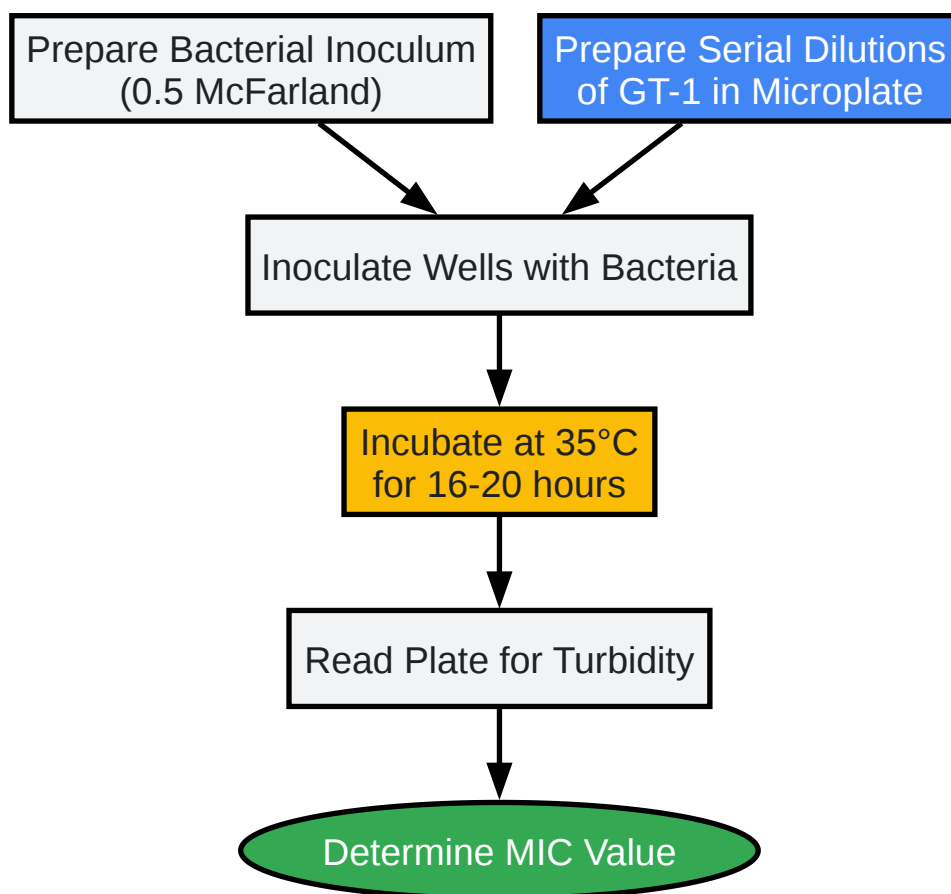 Prepare Bacterial Inoculum
(0.5 McFarland)
Prepare Serial Dilutions
of GT-1 in Microplate
Inoculate Wells with Bacteria
Incubate at 35°C
for 16-20 hours
Read Plate for Turbidity
Determine MIC Value